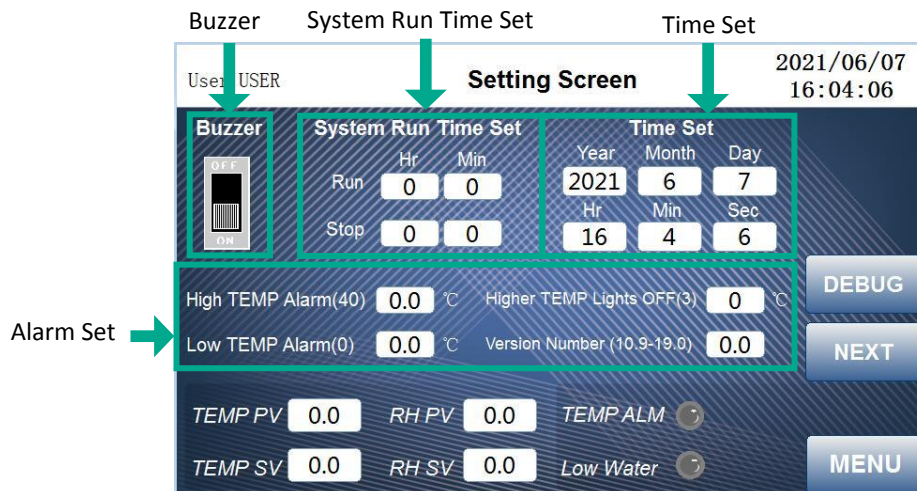 Buzzer System Run Time Set Time Set
User USER Setting Screen 2021/06/07
16:04:06
Buzzer System Run Time Set Time Set
OFF Hr Min Year Month Day
Run 0 0 2021 6 7
Hr Min Sec
ON Stop 0 0 16 4 6
DEBUG
High TEMP Alarm(40) 0.0 ℃ Higher TEMP Lights OFF(3) 0 ℃
Alarm Set
Low TEMP Alarm(0) 0.0 ℃ Version Number (10.9-19.0) 0.0 NEXT
TEMP PV 0.0 RH PV 0.0 TEMP ALM
TEMP SV 0.0 RH SV 0.0 Low Water MENU